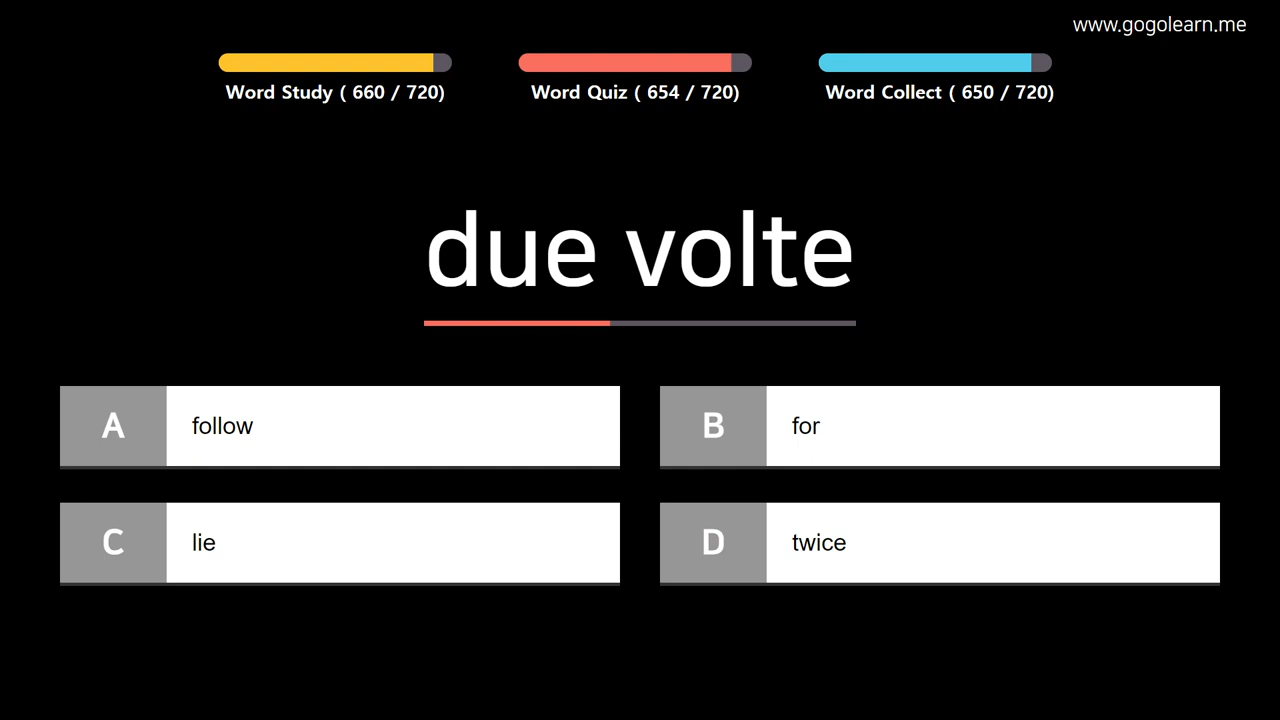 www.gogolearn.me
Word Study ( 660 / 720)
Word Quiz ( 654 / 720)
Word Collect ( 650 / 720)
due volte
A follow
B for
C lie
D twice